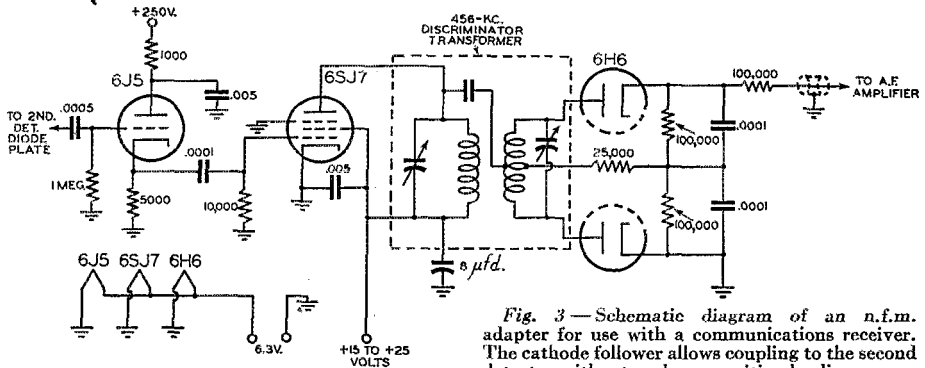 +250V.
1000
6J5
.005
6SJ7
456-KC.
DISCRIMINATOR
TRANSFORMER
6H6
100,000
TO A.F.
AMPLIFIER
TO 2ND.
DET.
DIODE
PLATE
.0005
.0001
.005
1 MEG.
5000
10,000
100,000
.0001
25,000
100,000
.0001
8 µfd.
6J5 6SJ7 6H6
6.3V.
+15 TO +25
VOLTS
Fig. 3 — Schematic diagram of an n.f.m.
adapter for use with a communications receiver.
The cathode follower allows coupling to the second